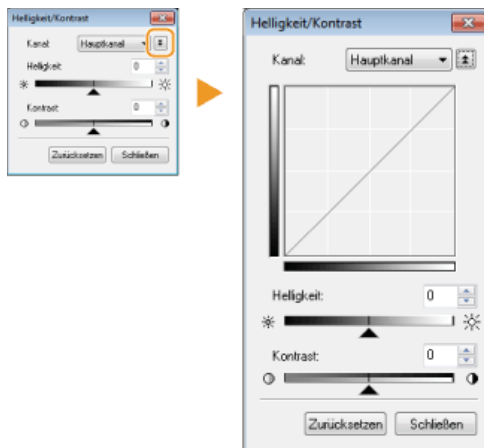 Helligkeit/Kontrast
Kanal: Hauptkanal
Helligkeit: 0
Kontrast: 0
Zurücksetzen Schließen
Helligkeit/Kontrast
Kanal: Hauptkanal
Helligkeit: 0
Kontrast: 0
Zurücksetzen Schließen